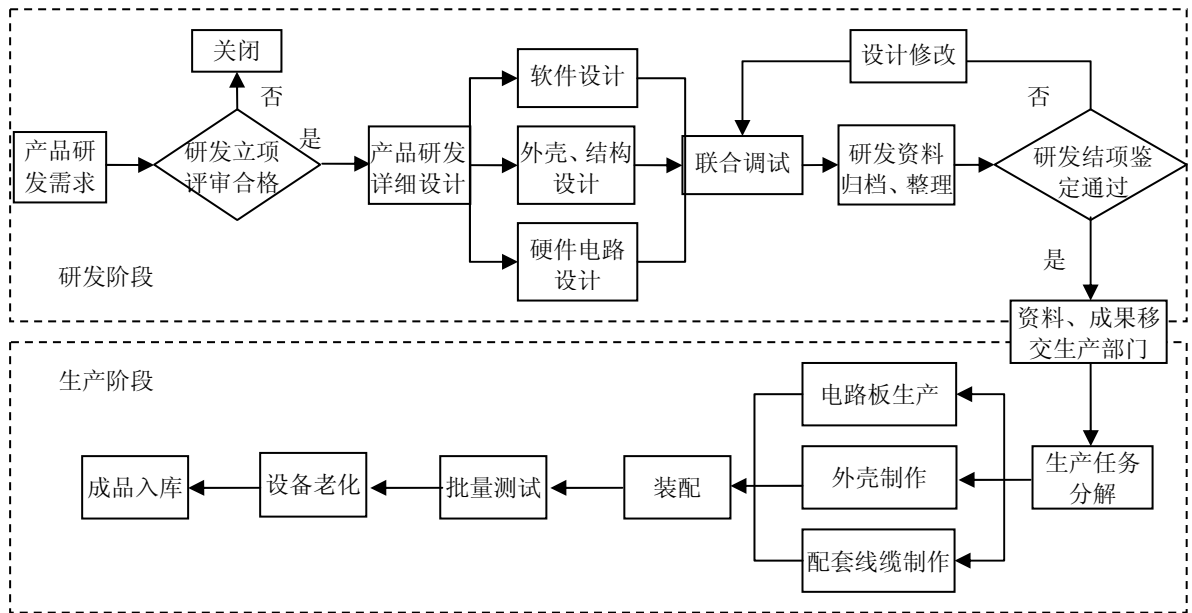 关闭
否
产品研
发需求
研发立项
评审合格
是
产品研发
详细设计
软件设计
外壳、结构
设计
硬件电路
设计
联合调试
设计修改
研发资料
归档、整理
研发结项鉴
定通过
否
是
研发阶段
资料、成果移
交生产部门
生产阶段
生产任务
分解
电路板生产
外壳制作
配套线缆制作
装配
批量测试
设备老化
成品入库